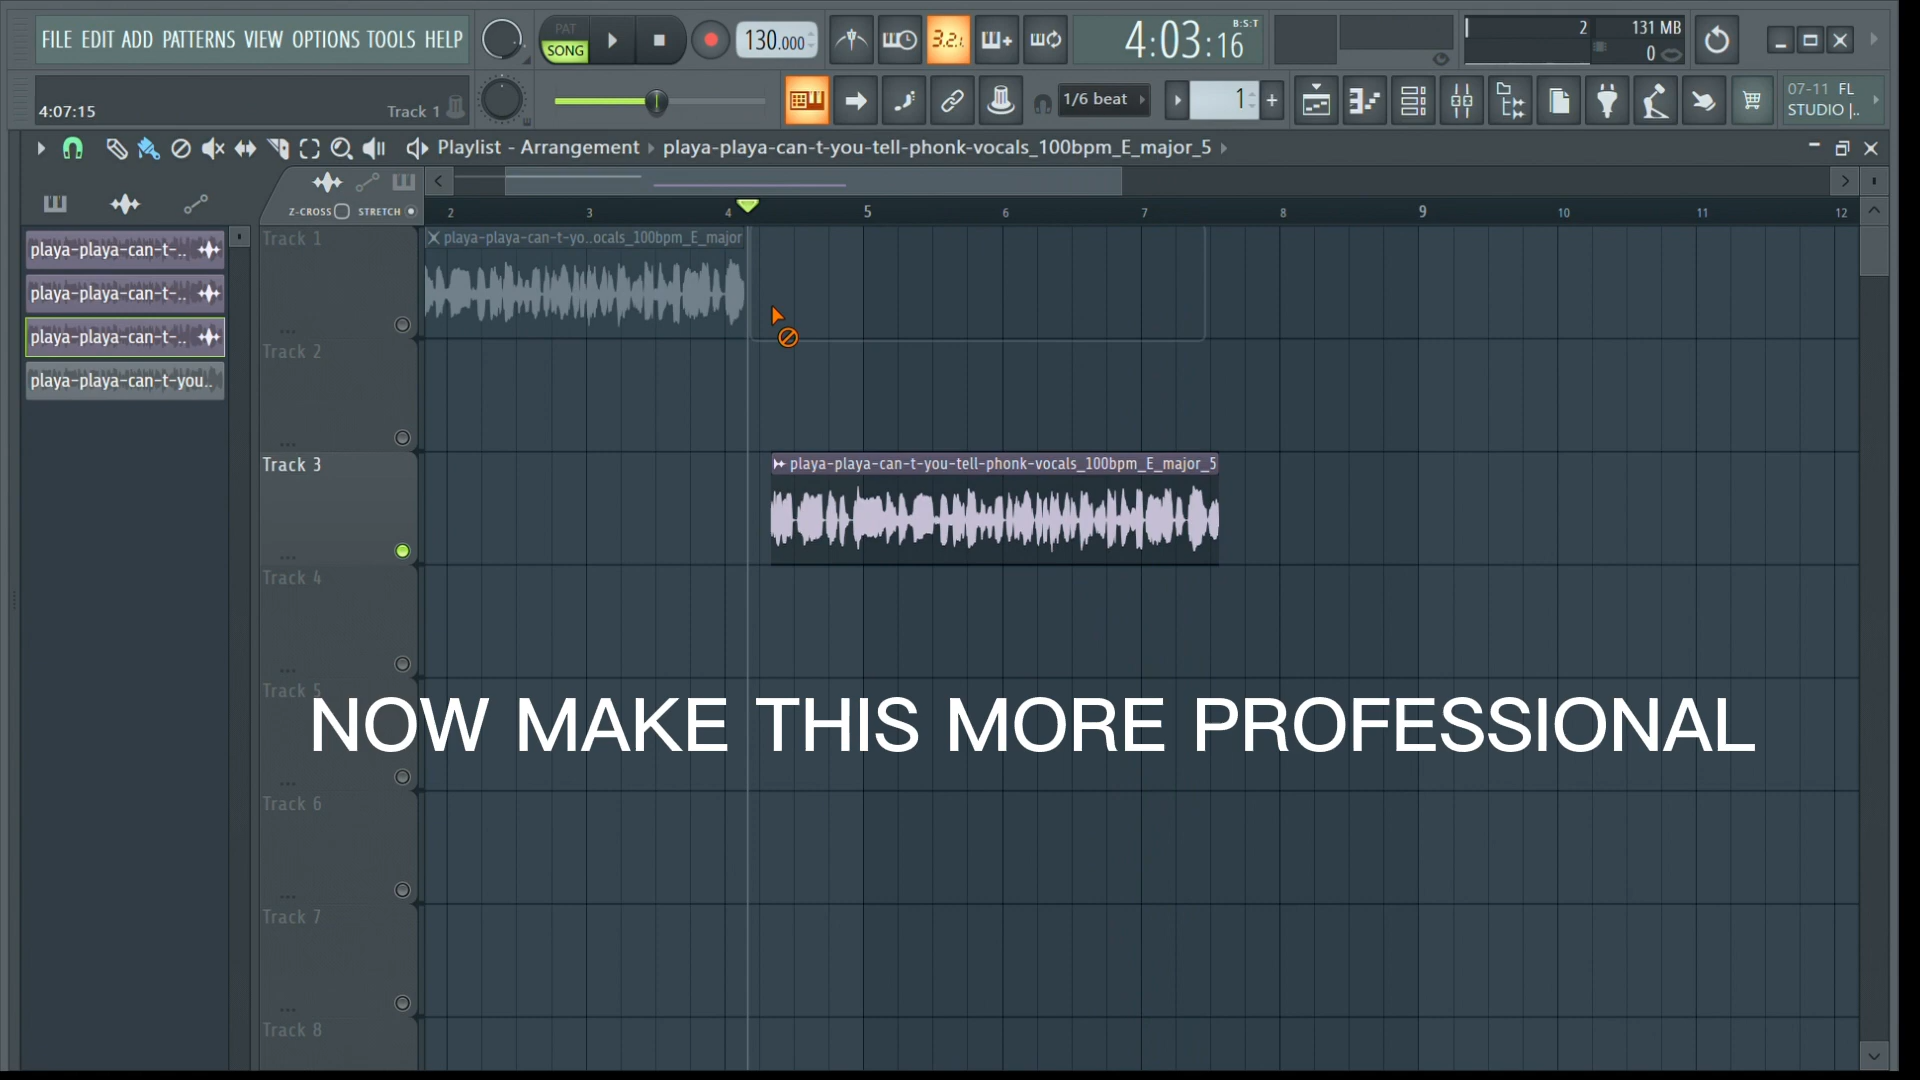 FILE EDIT ADD PATTERNS VIEW OPTIONS TOOLS HELP
PAT
SONG
130.000
3.2.
4:03:16
B:S:T
2
131 MB
0
4:07:15
Track 1
1/6 beat
1
+
07-11 FL
STUDIO |..
Playlist - Arrangement
playa-playa-can-t-you-tell-phonk-vocals_100bpm_E_major_5
Z-CROSS
STRETCH
2 3 4 5 6 7 8 9 10 11 12
playa-playa-can-t-..
playa-playa-can-t-..
playa-playa-can-t-..
playa-playa-can-t-you..
Track 1
playa-playa-can-t-yo..ocals_100bpm_E_major
Track 2
Track 3
playa-playa-can-t-you-tell-phonk-vocals_100bpm_E_major_5
Track 4
Track 5
NOW MAKE THIS MORE PROFESSIONAL
Track 6
Track 7
Track 8